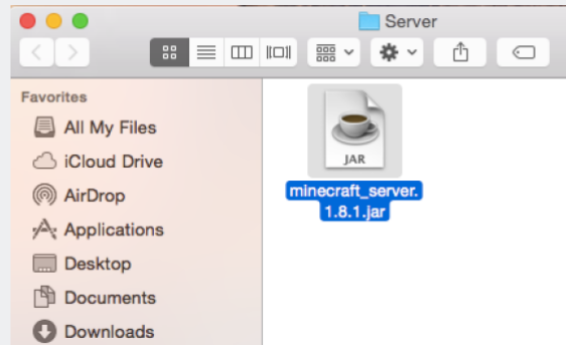 Server
Favorites
All My Files
iCloud Drive
AirDrop
Applications
Desktop
Documents
Downloads
JAR
minecraft_server.
1.8.1.jar